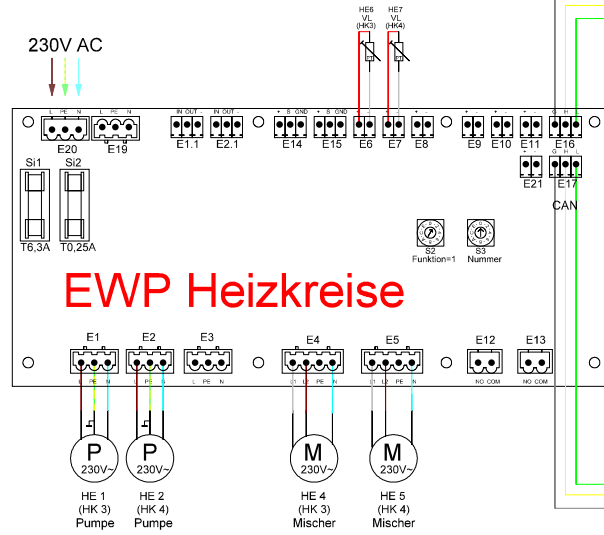 HE6 HE7
VL VL
(HK3) (HK4)
230V AC
L PE N L PE N IN OUT - IN OUT - + S GND + S GND + - + - + - + - + - + - G H L
E20 E19 E1.1 E2.1 E14 E15 E6 E7 E8 E9 E10 E11 E16
+ - G H L
Si1 Si2
E21 E17
CAN
T6,3A T0,25A
S2 S3
Funktion=1 Nummer
EWP Heizkreise
E1 E2 E3 E4 E5 E12 E13
L PE N L PE N L PE N L1 L2 PE N L1 L2 PE N NO COM NO COM
P P M M
230V~ 230V~ 230V~ 230V~
HE 1 HE 2 HE 4 HE 5
(HK 3) (HK 4) (HK 3) (HK 4)
Pumpe Pumpe Mischer Mischer